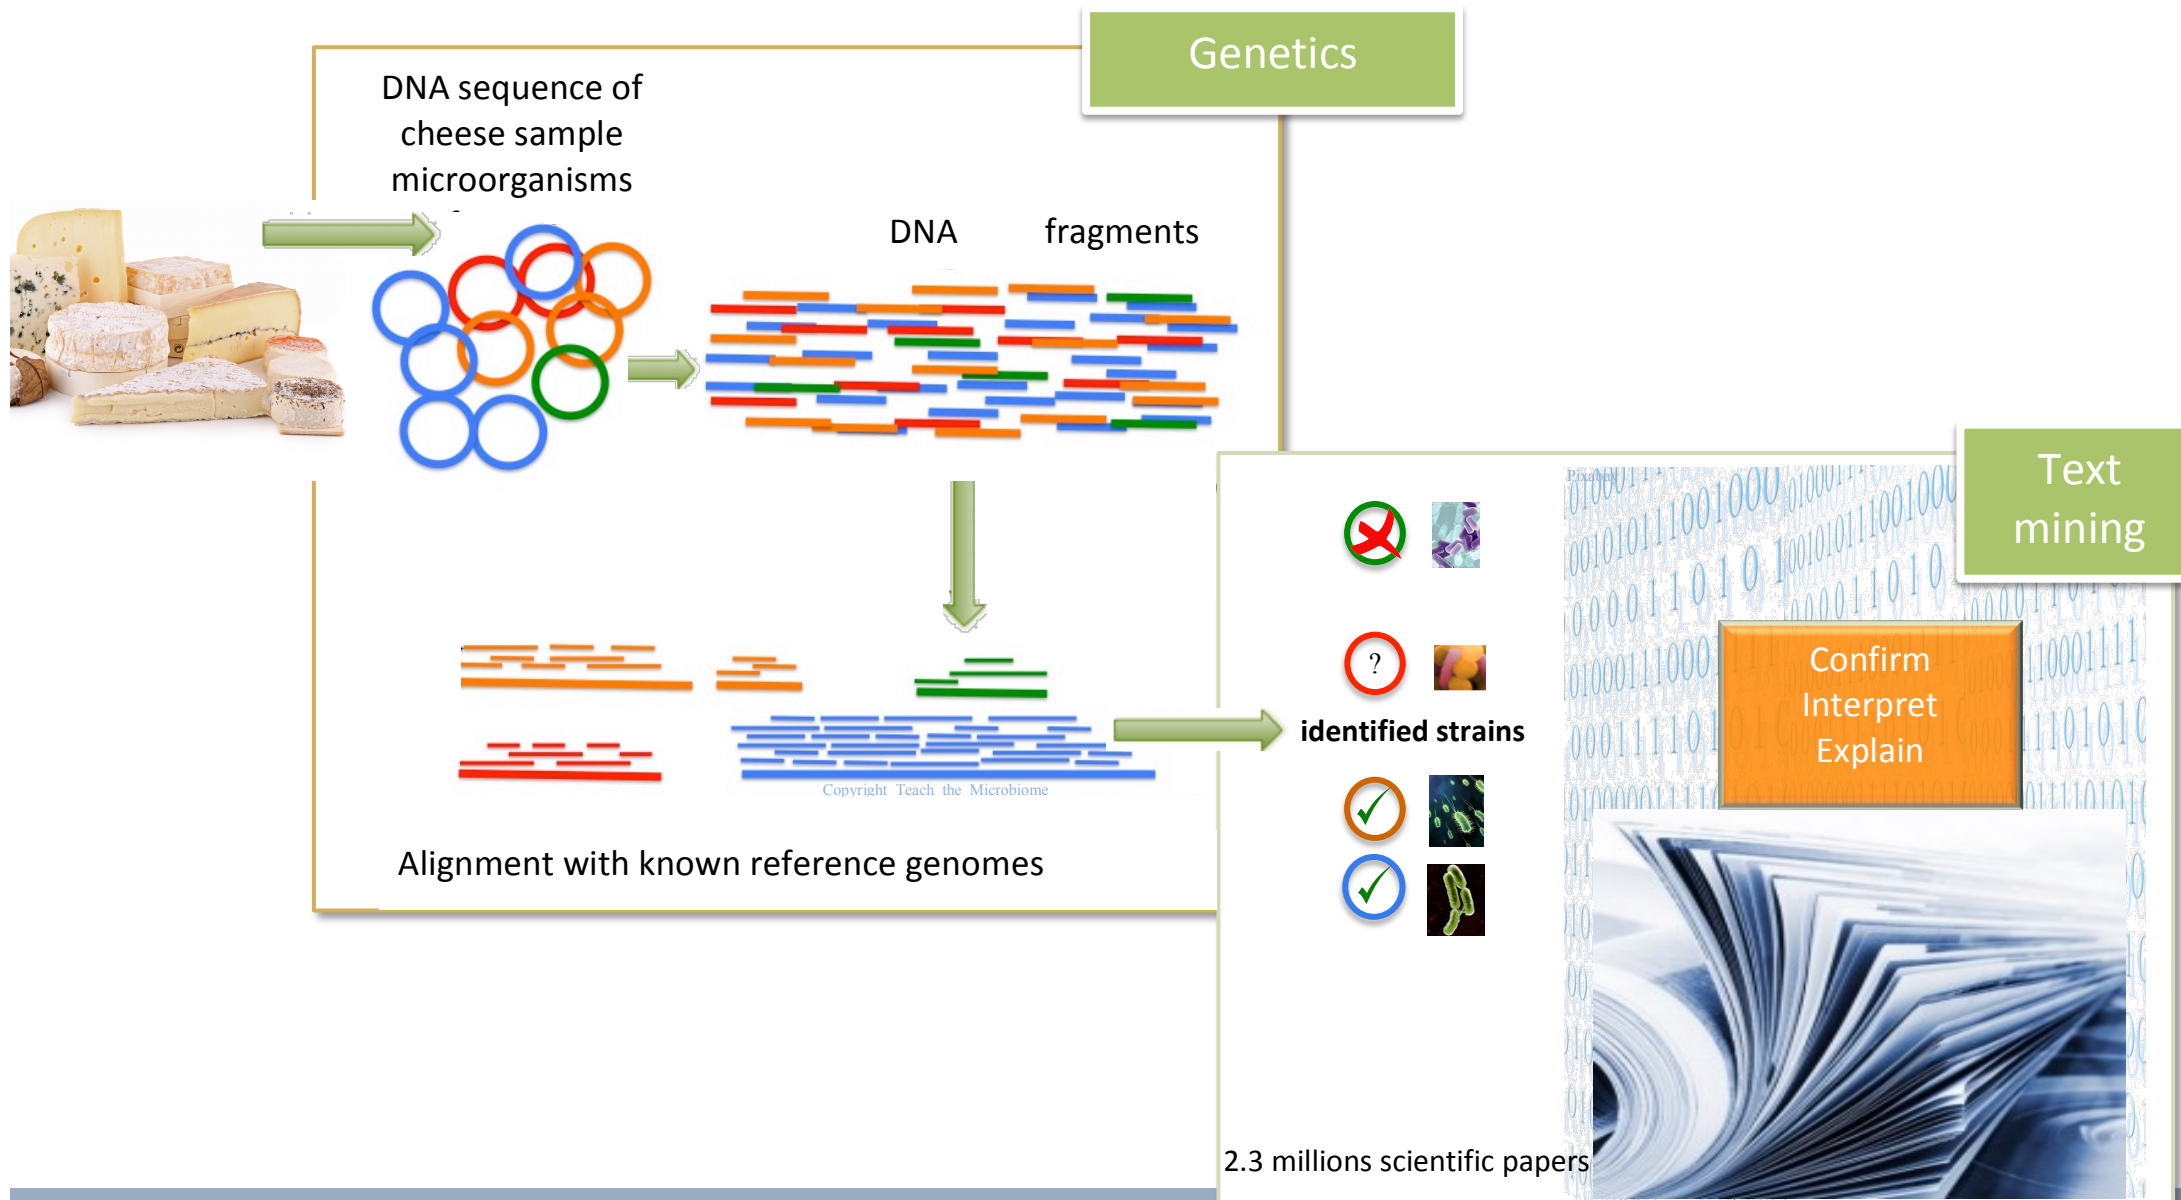 Genetics
DNA sequence of
cheese sample
microorganisms
DNA fragments
Copyright Teach the Microbiome
Alignment with known reference genomes
Text
mining
Pixabay
?
identified strains
Confirm
Interpret
Explain
2.3 millions scientific papers